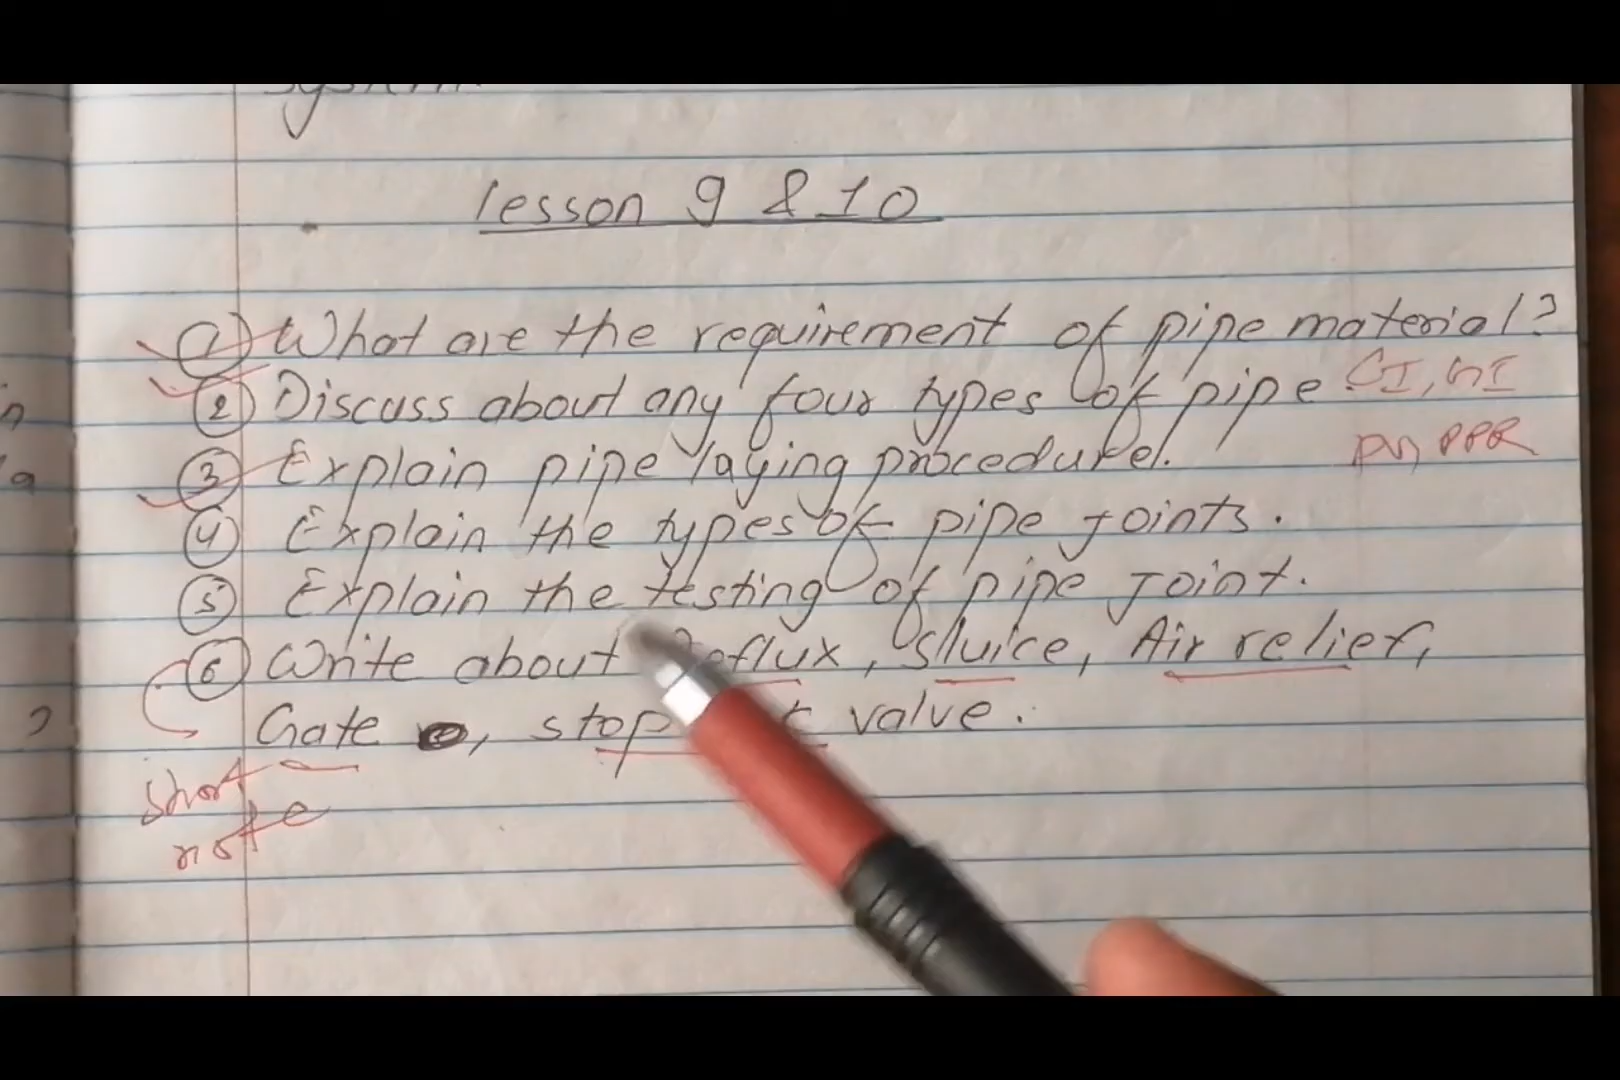 lesson 9 & 10
(1) What are the requirement of pipe material?
(2) Discuss about any four types of pipe. CI, GI
PPR
(3) Explain pipe laying procedure.
(4) Explain the types of pipe Joints.
(5) Explain the testing of pipe Joint.
(6) Write about Reflux, Sluice, Air relief,
Gate, stop valve.
short
note